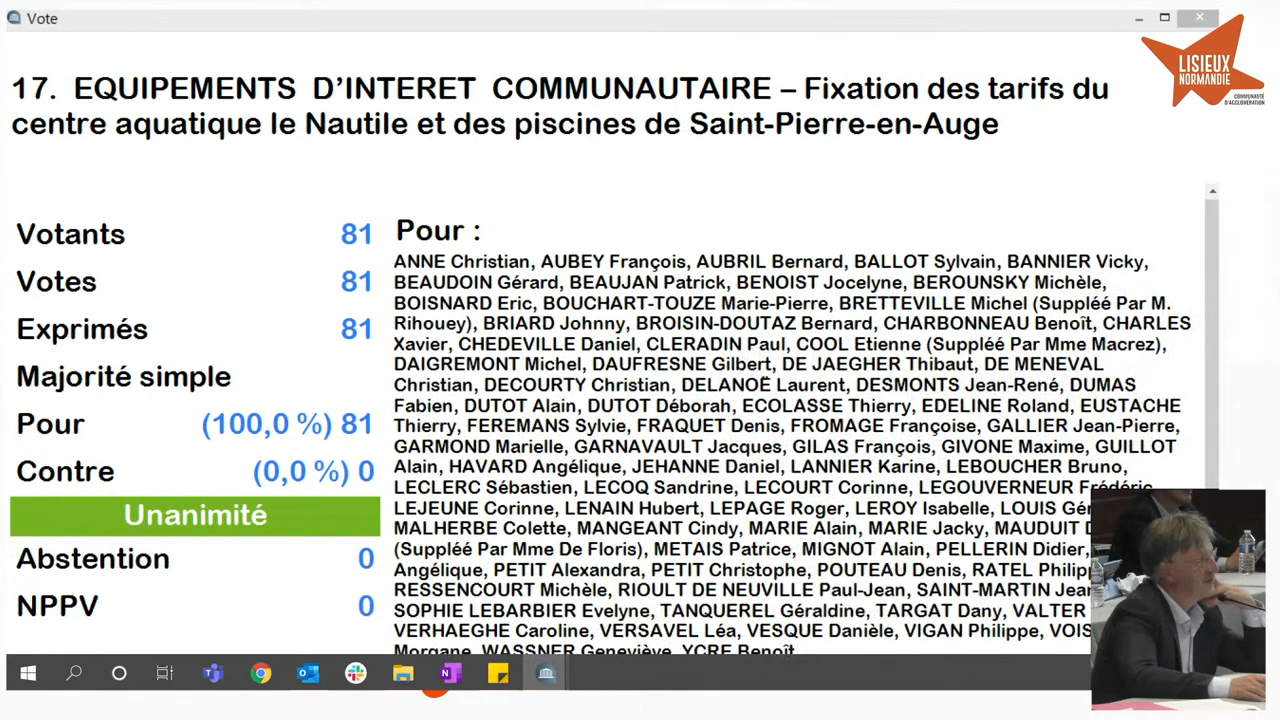 Vote
17. EQUIPEMENTS D’INTERET COMMUNAUTAIRE – Fixation des tarifs du
centre aquatique le Nautile et des piscines de Saint-Pierre-en-Auge
LISIEUX
NORMANDIE
COMMUNAUTÉ
D'AGGLOMÉRATION
Votants 81
Votes 81
Exprimés 81
Majorité simple
Pour (100,0 %) 81
Contre (0,0 %) 0
Unanimité
Abstention 0
NPPV 0
Pour :
ANNE Christian, AUBEY François, AUBRIL Bernard, BALLOT Sylvain, BANNIER Vicky,
BEAUDOIN Gérard, BEAUJAN Patrick, BENOIST Jocelyne, BEROUNSKY Michèle,
BOISNARD Eric, BOUCHART-TOUZE Marie-Pierre, BRETTEVILLE Michel (Suppléé Par M.
Rihouey), BRIARD Johnny, BROISIN-DOUTAZ Bernard, CHARBONNEAU Benoît, CHARLES
Xavier, CHEDEVILLE Daniel, CLERADIN Paul, COOL Etienne (Suppléé Par Mme Macrez),
DAIGREMONT Michel, DAUFRESNE Gilbert, DE JAEGHER Thibaut, DE MENEVAL
Christian, DECOURTY Christian, DELANOË Laurent, DESMONTS Jean-René, DUMAS
Fabien, DUTOT Alain, DUTOT Déborah, ECOLASSE Thierry, EDELINE Roland, EUSTACHE
Thierry, FEREMANS Sylvie, FRAQUET Denis, FROMAGE Françoise, GALLIER Jean-Pierre,
GARMOND Marielle, GARNAVAULT Jacques, GILAS François, GIVONE Maxime, GUILLOT
Alain, HAVARD Angélique, JEHANNE Daniel, LANNIER Karine, LEBOUCHER Bruno,
LECLERC Sébastien, LECOQ Sandrine, LECOURT Corinne, LEGOUVERNEUR Frédéric,
LEJEUNE Corinne, LENAIN Hubert, LEPAGE Roger, LEROY Isabelle, LOUIS
MALHERBE Colette, MANGEANT Cindy, MARIE Alain, MARIE Jacky, MAUDUIT
(Suppléé Par Mme De Floris), METAIS Patrice, MIGNOT Alain, PELLERIN Didier,
Angélique, PETIT Alexandra, PETIT Christophe, POUTEAU Denis, RATEL
RESSENCOURT Michèle, RIOULT DE NEUVILLE Paul-Jean, SAINT-MARTIN
SOPHIE LEBARBIER Evelyne, TANQUEREL Géraldine, TARGAT Dany, VALTER
VERHAEGHE Caroline, VERSAVEL Léa, VESQUE Danièle, VIGAN Philippe,
Morgane, WASSNER Geneviève, YCRE Benoît